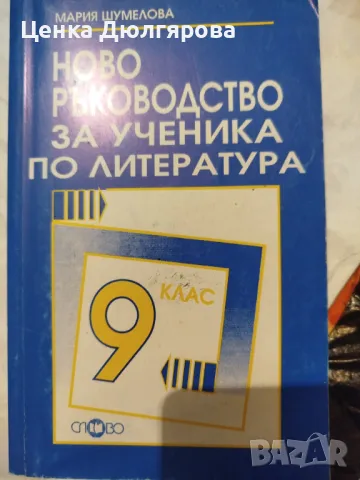 Ценка Дюлгярова
МАРИЯ ШУМЕЛОВА
НОВО
РЪКОВОДСТВО
ЗА УЧЕНИКА
ПО ЛИТЕРАТУРА
КЛАС
9
СЛОВО
BAZAR